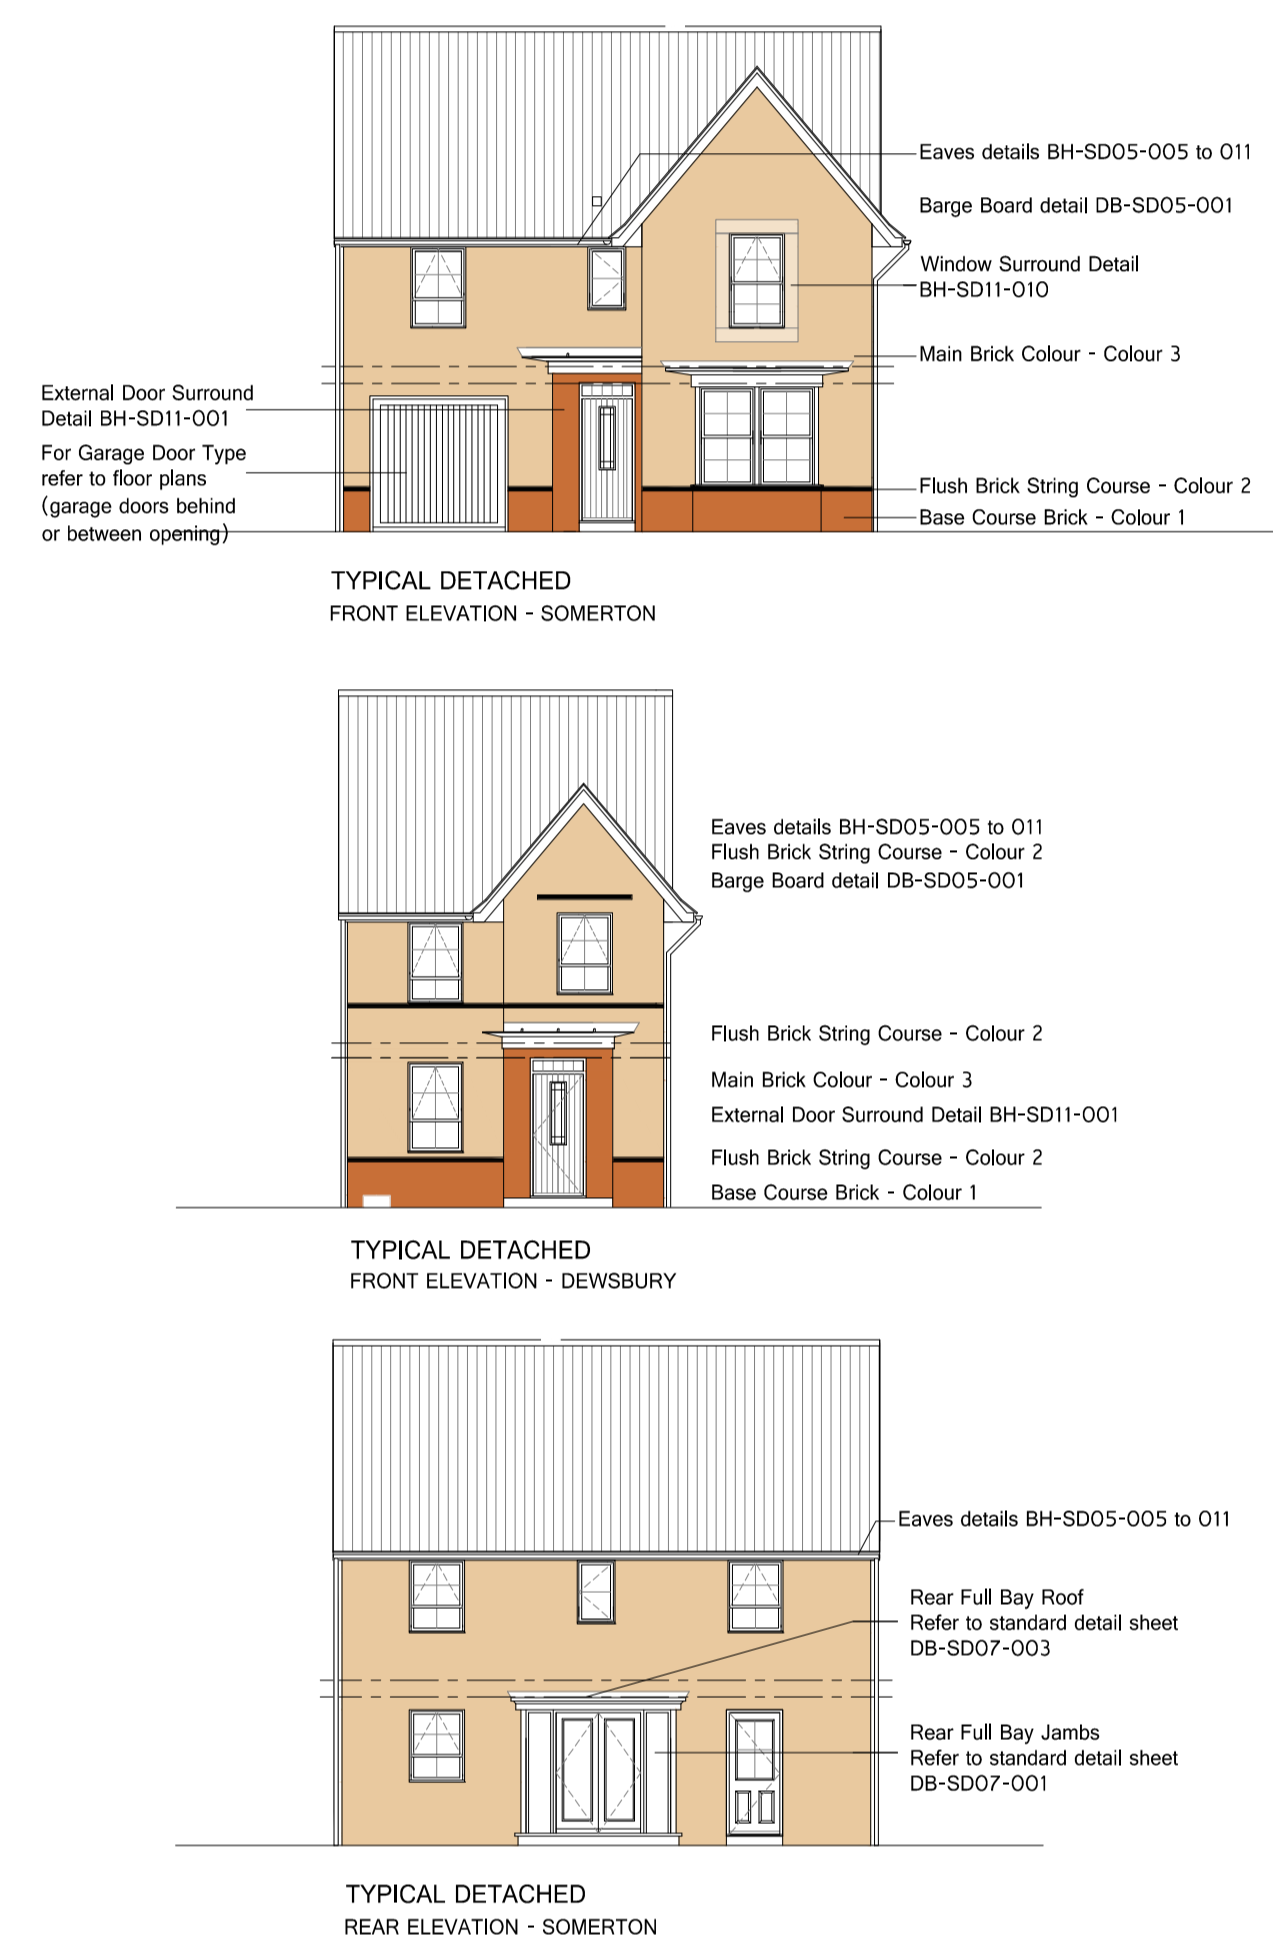 Eaves details BH-SD05-005 to 011
Barge Board detail DB-SD05-001
Window Surround Detail
BH-SD11-010
Main Brick Colour - Colour 3
External Door Surround
Detail BH-SD11-001
For Garage Door Type
refer to floor plans
(garage doors behind
or between opening)
Flush Brick String Course - Colour 2
Base Course Brick - Colour 1
TYPICAL DETACHED
FRONT ELEVATION - SOMERTON
Eaves details BH-SD05-005 to 011
Flush Brick String Course - Colour 2
Barge Board detail DB-SD05-001
Flush Brick String Course - Colour 2
Main Brick Colour - Colour 3
External Door Surround Detail BH-SD11-001
Flush Brick String Course - Colour 2
Base Course Brick - Colour 1
TYPICAL DETACHED
FRONT ELEVATION - DEWSBURY
Eaves details BH-SD05-005 to 011
Rear Full Bay Roof
Refer to standard detail sheet
DB-SD07-003
Rear Full Bay Jambs
Refer to standard detail sheet
DB-SD07-001
TYPICAL DETACHED
REAR ELEVATION - SOMERTON